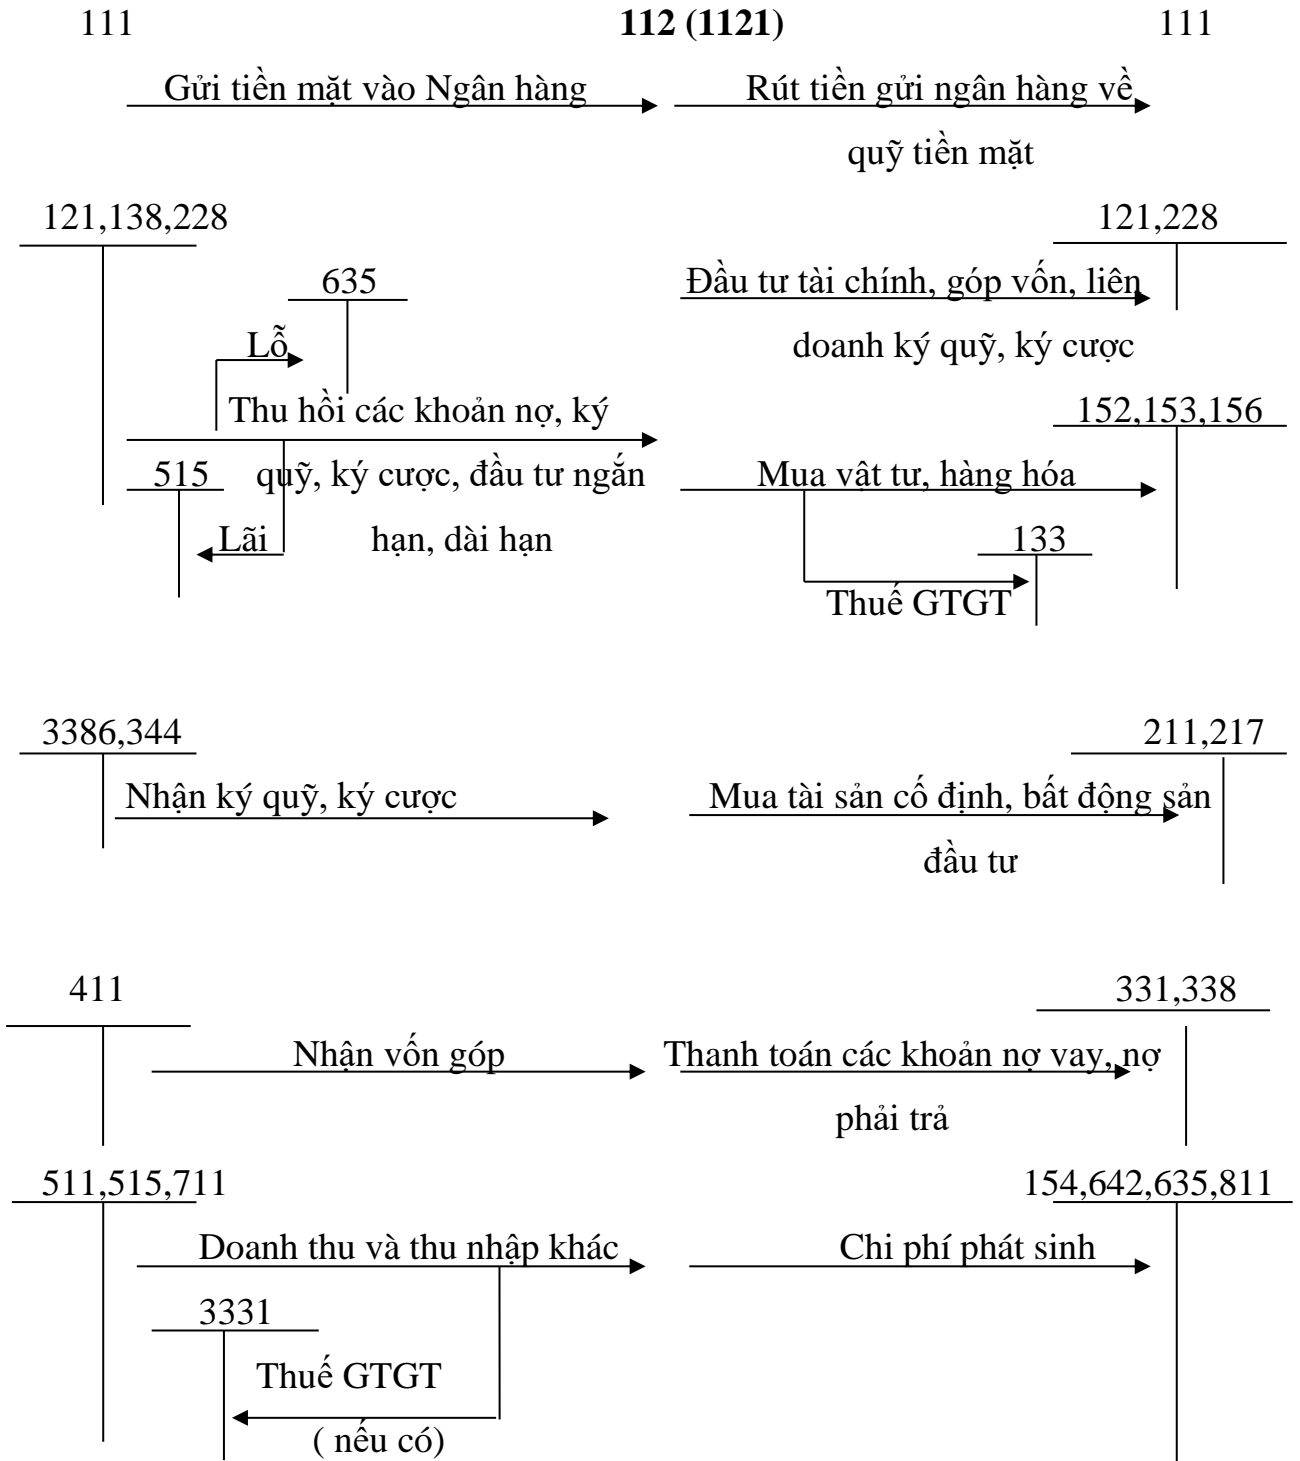 111 112 (1121) 111
Gửi tiền mặt vào Ngân hàng Rút tiền gửi ngân hàng về
quỹ tiền mặt
121,138,228 121,228
635 Đầu tư tài chính, góp vốn, liên
Lỗ doanh ký quỹ, ký cược
Thu hồi các khoản nợ, ký 152,153,156
515 quỹ, ký cược, đầu tư ngắn Mua vật tư, hàng hóa
Lãi hạn, dài hạn 133
Thuế GTGT
3386,344 211,217
Nhận ký quỹ, ký cược Mua tài sản cố định, bất động sản
đầu tư
411 331,338
Nhận vốn góp Thanh toán các khoản nợ vay, nợ
phải trả
511,515,711 154,642,635,811
Doanh thu và thu nhập khác Chi phí phát sinh
3331
Thuế GTGT
( nếu có)